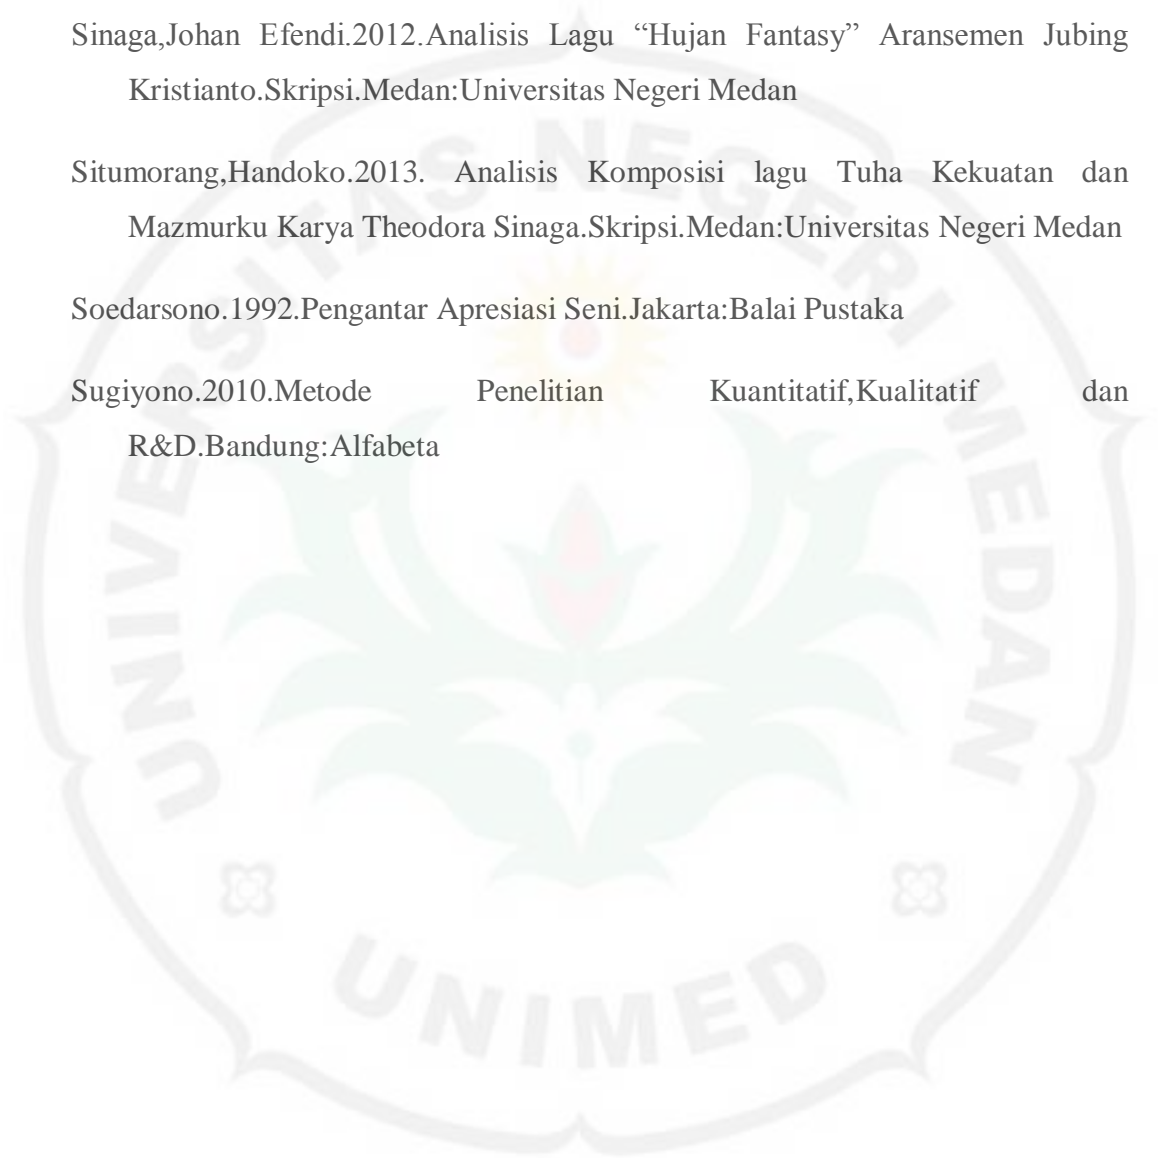 Sinaga,Johan Efendi.2012.Analisis Lagu “Hujan Fantasy” Aransemen Jubing
Kristianto.Skripsi.Medan:Universitas Negeri Medan
Situmorang,Handoko.2013. Analisis Komposisi lagu Tuha Kekuatan dan
Mazmurku Karya Theodora Sinaga.Skripsi.Medan:Universitas Negeri Medan
Soedarsono.1992.Pengantar Apresiasi Seni.Jakarta:Balai Pustaka
Sugiyono.2010.Metode Penelitian Kuantitatif,Kualitatif dan
R&D.Bandung:Alfabeta
UNIVERSITAS NEGERI MEDAN
UNIMED